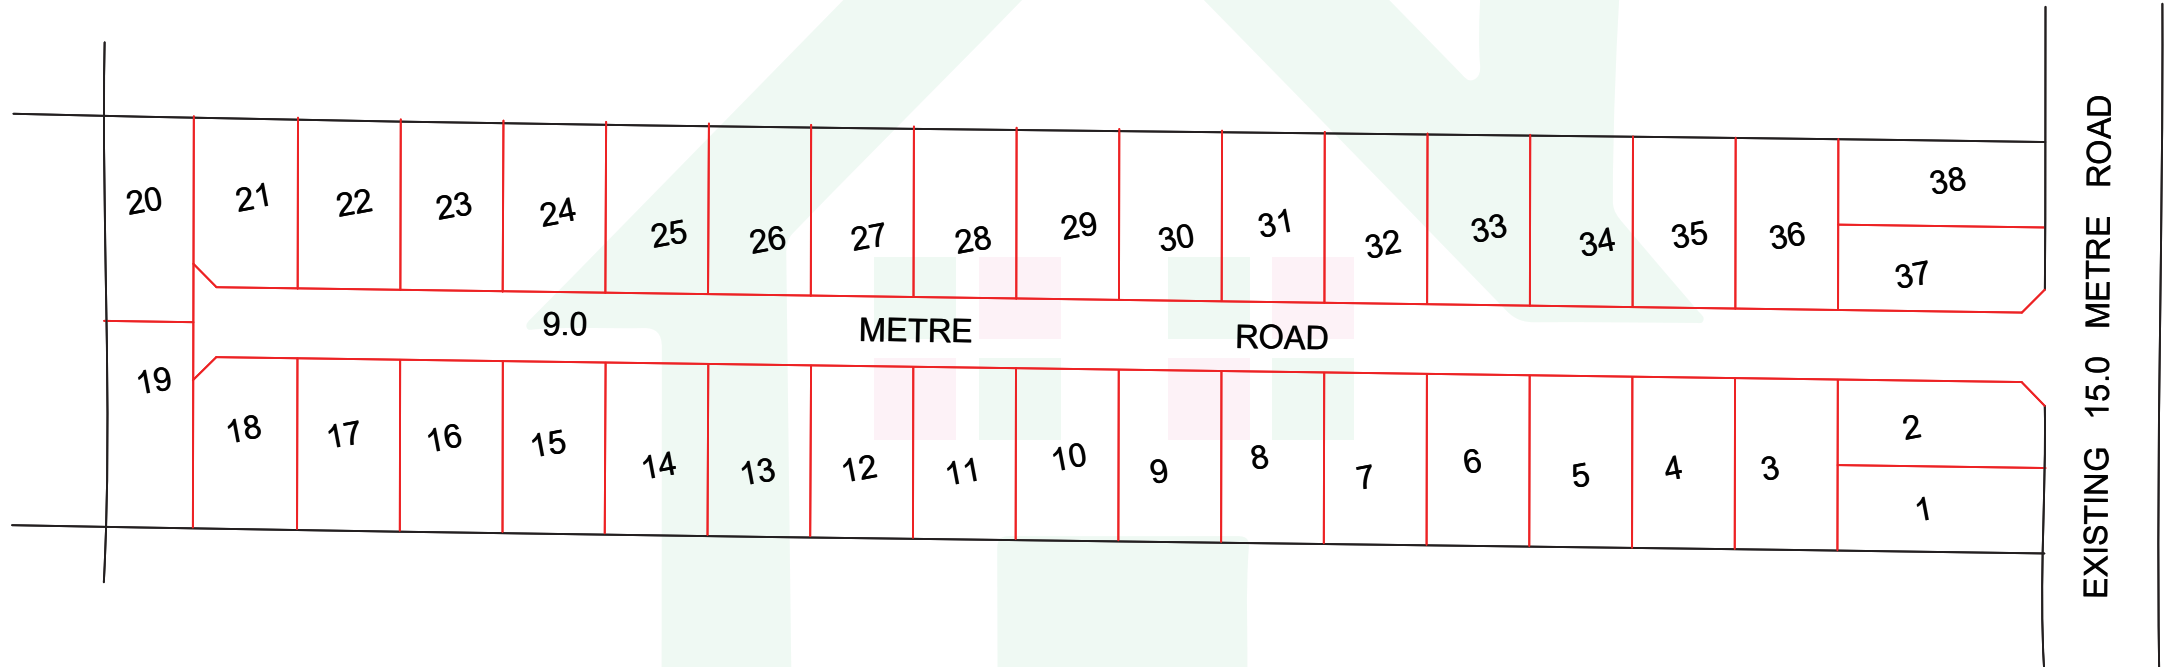 20 21 22 23 24 25 26 27 28 29 30 31 32 33 34 35 36 38
37
9.0 METRE ROAD
19 18 17 16 15 14 13 12 11 10 9 8 7 6 5 4 3 2
1
EXISTING 15.0 METRE ROAD